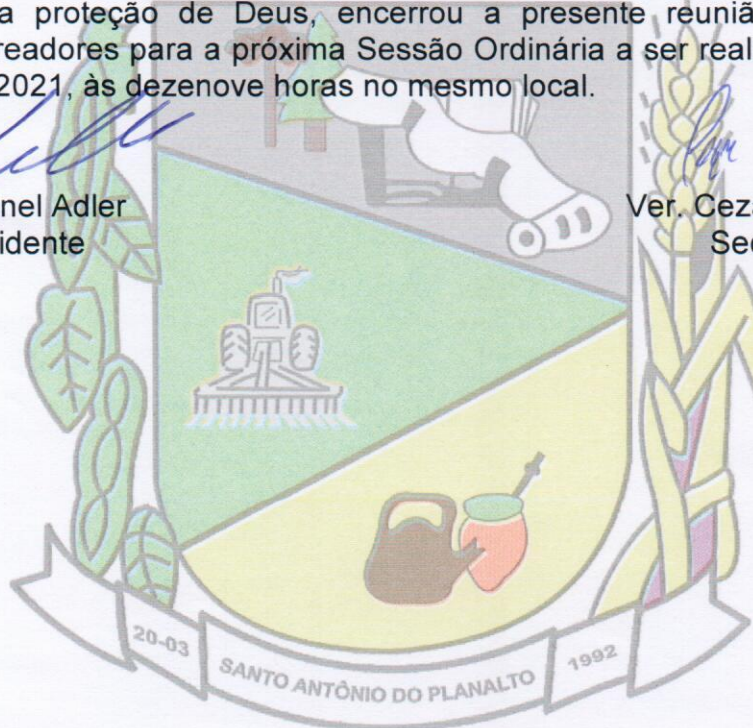 a proteção de Deus, encerrou a presente reuniã
readores para a próxima Sessão Ordinária a ser real
2021, às dezenove horas no mesmo local.
nel Adler
Ver. Ceza
idente
Sec
20-03
SANTO ANTÔNIO DO PLANALTO
1992